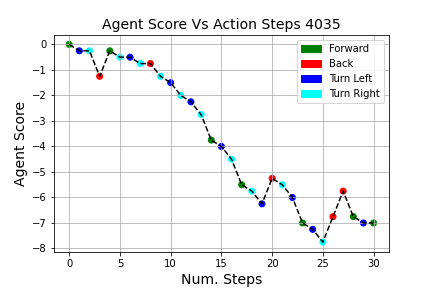 Agent Score Vs Action Steps 4035
Agent Score
0
−1
−2
−3
−4
−5
−6
−7
−8
Forward
Back
Turn Left
Turn Right
0 5 10 15 20 25 30
Num. Steps